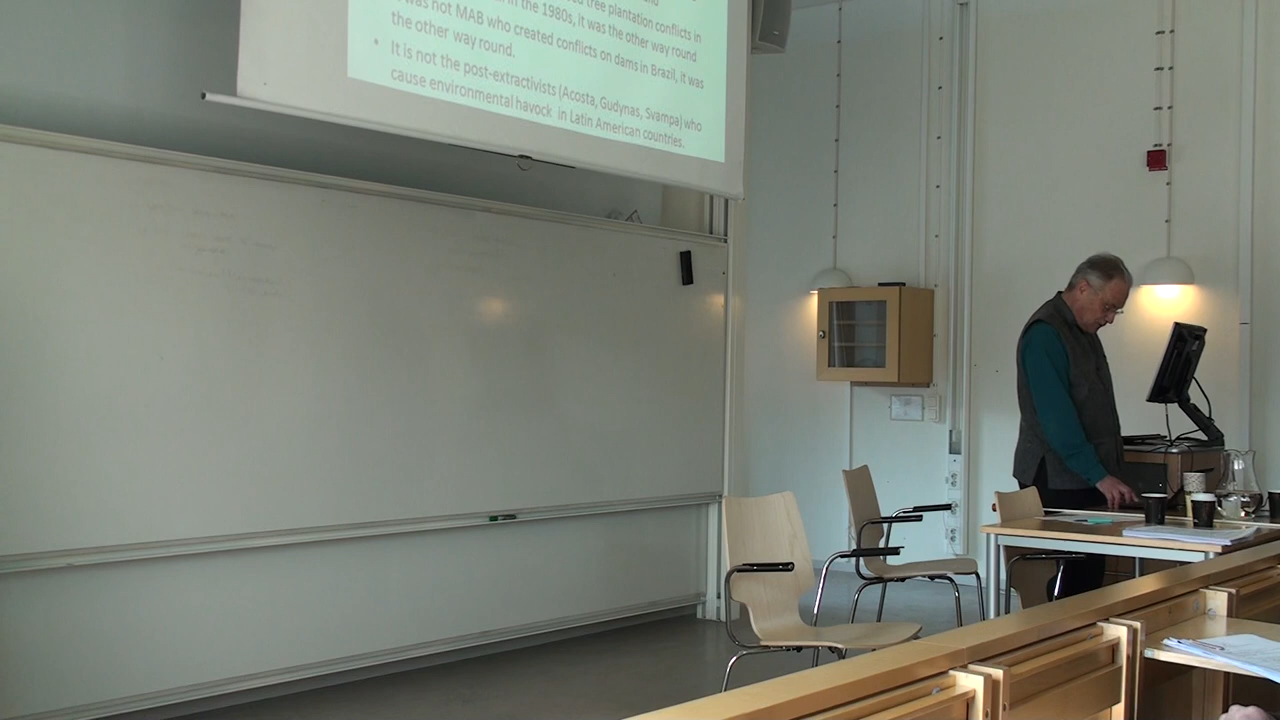 tree plantation conflicts in
in the 1980s, it was the other way round
was not MAB who created conflicts on dams in Brazil, it was
the other way round.
• It is not the post-extractivists (Acosta, Gudynas, Svampa) who
cause environmental havock in Latin American countries.